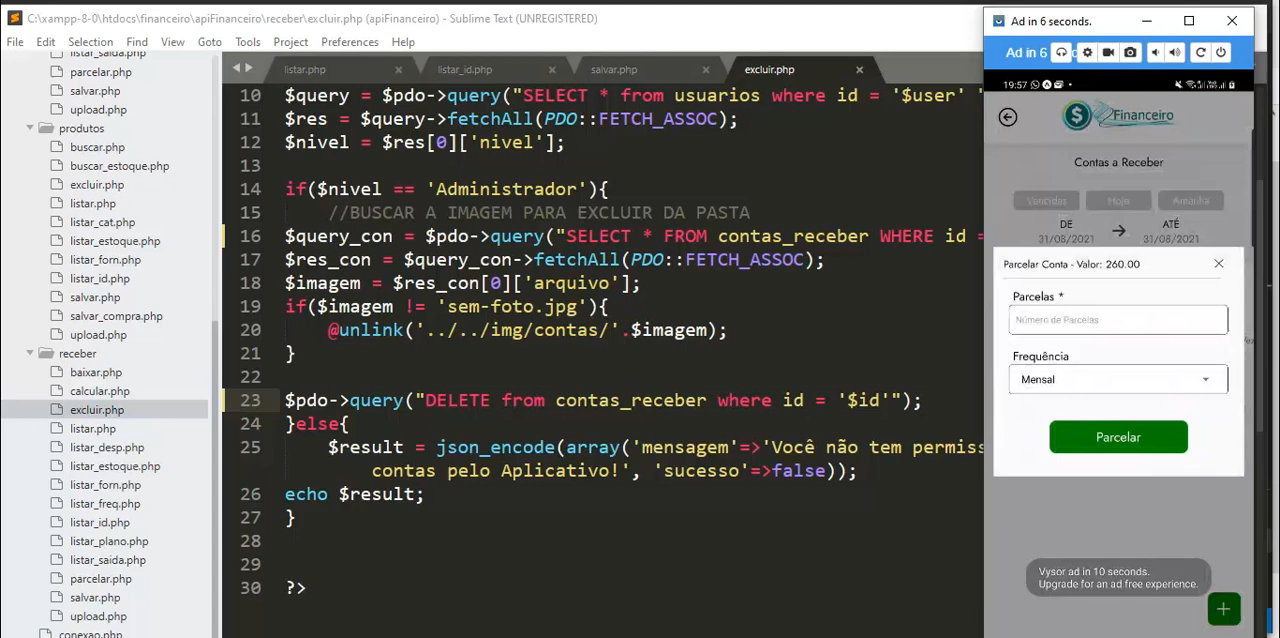 C:\xampp-8-0\htdocs\financeiro\apiFinanceiro\receber\excluir.php (apiFinanceiro) - Sublime Text (UNREGISTERED)
File Edit Selection Find View Goto Tools Project Preferences Help
listar_saida.php
parcelar.php
salvar.php
upload.php
produtos
buscar.php
buscar_estoque.php
excluir.php
listar.php
listar_cat.php
listar_estoque.php
listar_forn.php
listar_id.php
salvar.php
salvar_compra.php
upload.php
receber
baixar.php
calcular.php
excluir.php
listar.php
listar_desp.php
listar_estoque.php
listar_forn.php
listar_freq.php
listar_id.php
listar_plano.php
listar_saida.php
parcelar.php
salvar.php
upload.php
conexao.php
listar.php × listar_id.php × salvar.php × excluir.php ×
10 $query = $pdo->query("SELECT * from usuarios where id = '$user' "
11 $res = $query->fetchAll(PDO::FETCH_ASSOC);
12 $nivel = $res[0]['nivel'];
13
14 if($nivel == 'Administrador'){
15 //BUSCAR A IMAGEM PARA EXCLUIR DA PASTA
16 $query_con = $pdo->query("SELECT * FROM contas_receber WHERE id =
17 $res_con = $query_con->fetchAll(PDO::FETCH_ASSOC);
18 $imagem = $res_con[0]['arquivo'];
19 if($imagem != 'sem-foto.jpg'){
20 @unlink('../../img/contas/'.$imagem);
21 }
22
23 $pdo->query("DELETE from contas_receber where id = '$id'");
24 }else{
25 $result = json_encode(array('mensagem'=>'Você não tem permiss
contas pelo Aplicativo!', 'sucesso'=>false));
26 echo $result;
27 }
28
29
30 ?>
Ad in 6 seconds.
Ad in 6
19:57
$ Financeiro
Contas a Receber
Vencidas Hoje Amanhã
DE ATÉ
31/08/2021 31/08/2021
Parcelar Conta - Valor: 260.00
Parcelas *
Número de Parcelas
Frequência
Mensal
Parcelar
Vysor ad in 10 seconds.
Upgrade for an ad free experience.
+